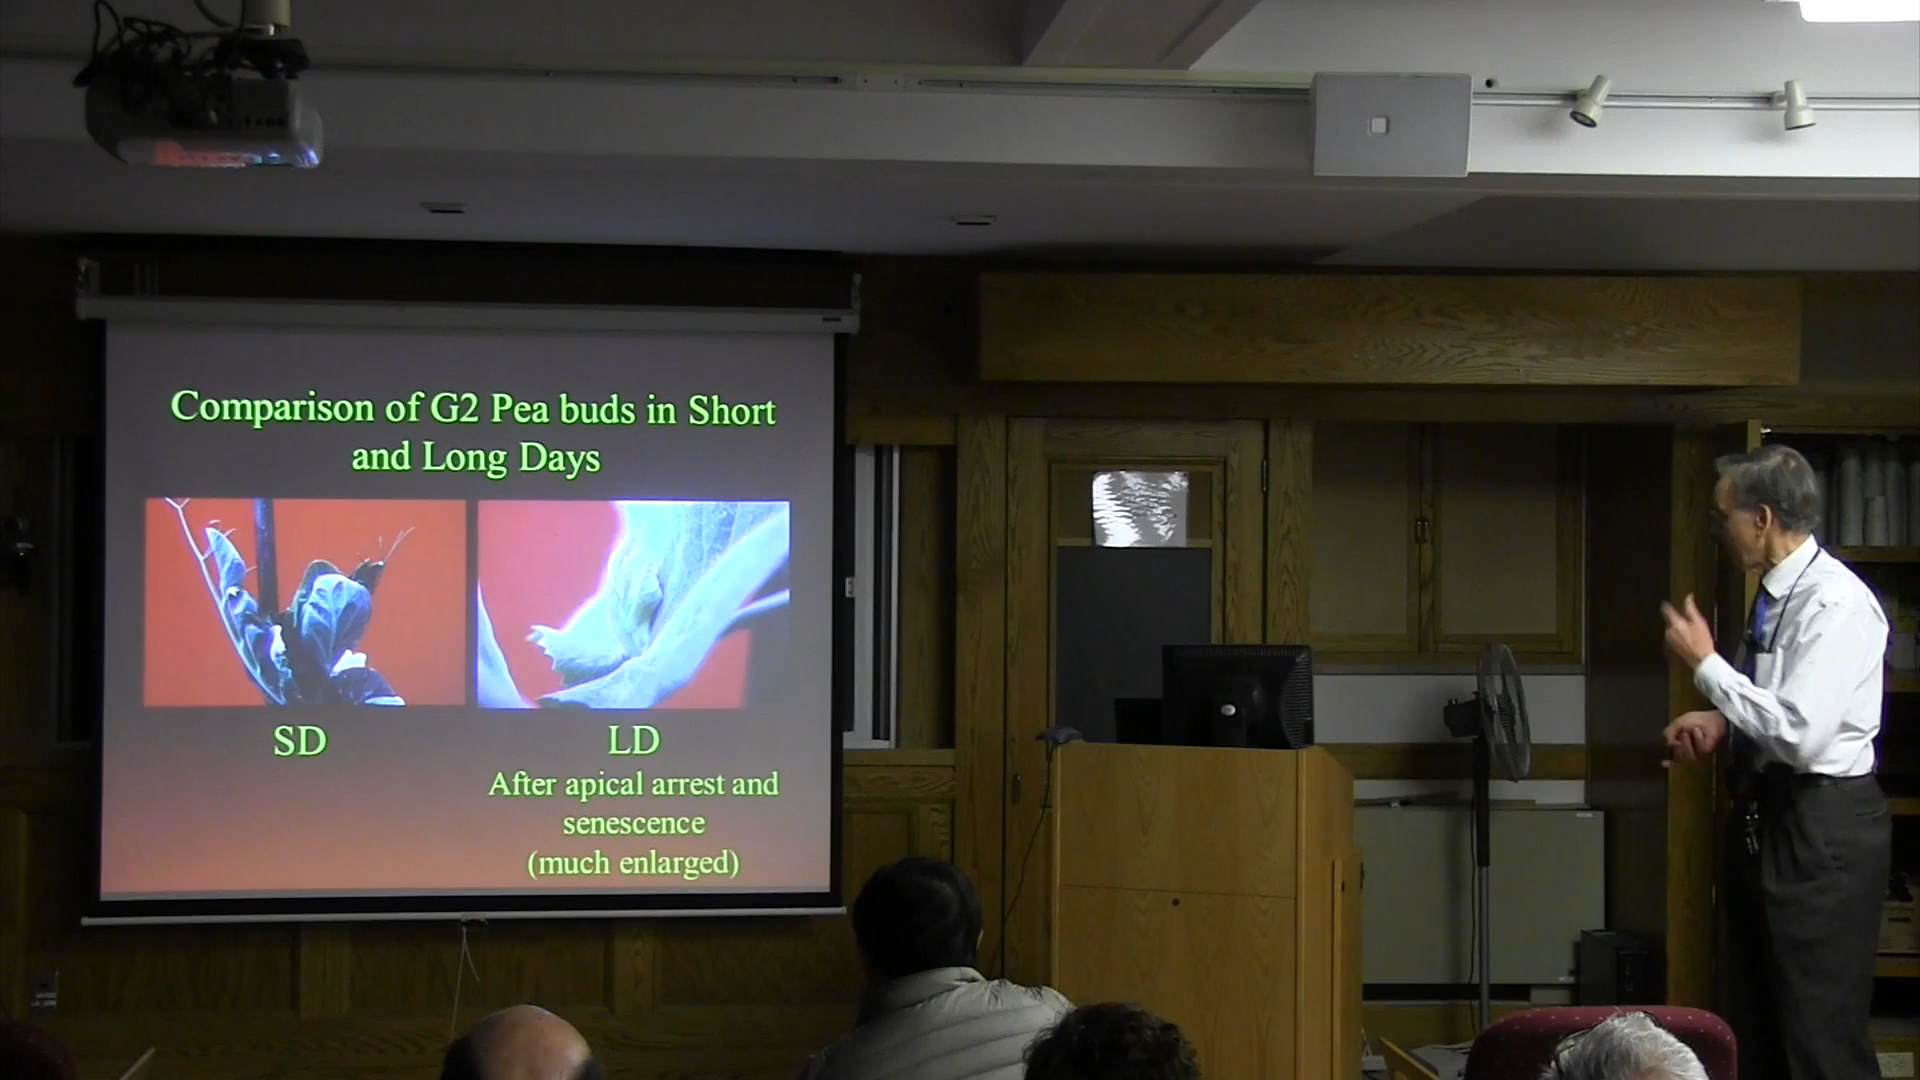 Comparison of G2 Pea buds in Short
and Long Days
SD
LD
After apical arrest and
senescence
(much enlarged)